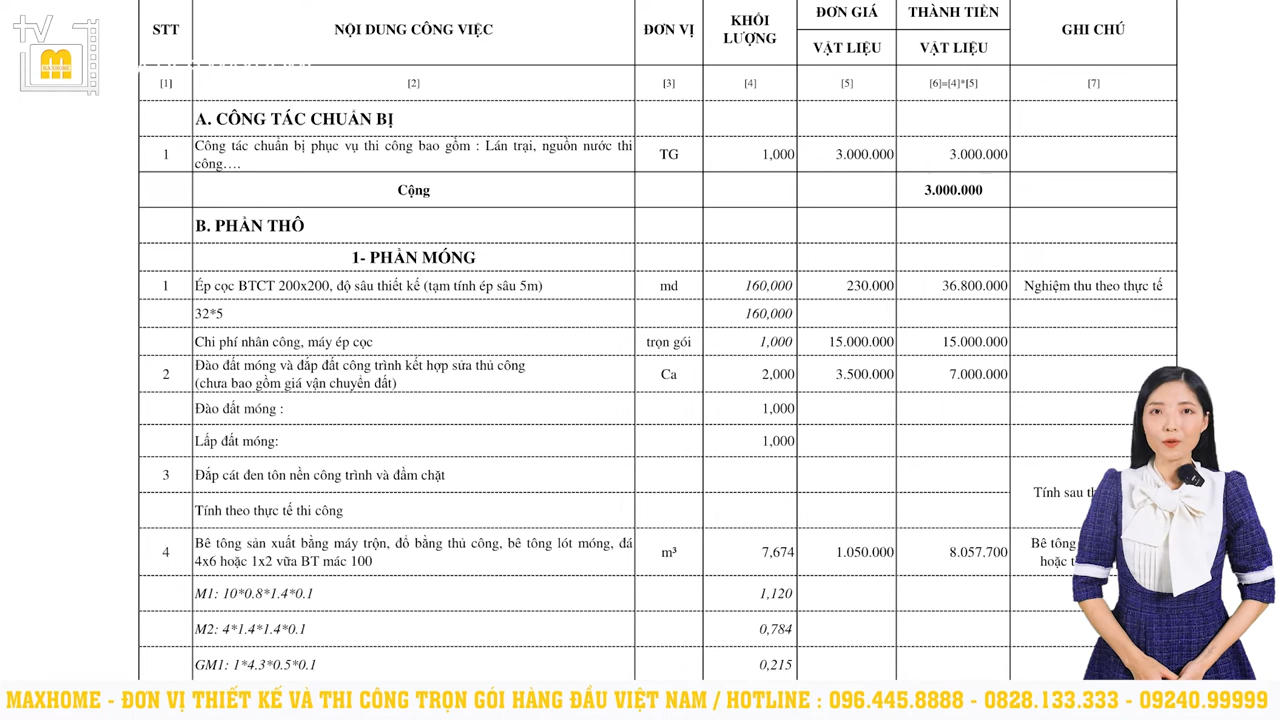 tv
MAXHOME
STT
NỘI DUNG CÔNG VIỆC
ĐƠN VỊ
KHỐI
LƯỢNG
ĐƠN GIÁ
THÀNH TIỀN
GHI CHÚ
VẬT LIỆU
VẬT LIỆU
[1]
[2]
[3]
[4]
[5]
[6]=[4]*[5]
[7]
A. CÔNG TÁC CHUẨN BỊ
1
Công tác chuẩn bị phục vụ thi công bao gồm : Lán trại, nguồn nước thi
công….
TG
1,000
3.000.000
3.000.000
Cộng
3.000.000
B. PHẦN THÔ
1- PHẦN MÓNG
1
Ép cọc BTCT 200x200, độ sâu thiết kế (tạm tính ép sâu 5m)
md
160,000
230.000
36.800.000
Nghiệm thu theo thực tế
32*5
160,000
Chi phí nhân công, máy ép cọc
trọn gói
1,000
15.000.000
15.000.000
2
Đào đất móng và đắp đất công trình kết hợp sửa thủ công
(chưa bao gồm giá vận chuyển đất)
Ca
2,000
3.500.000
7.000.000
Đào đất móng :
1,000
Lấp đất móng:
1,000
3
Đắp cát đen tôn nền công trình và đầm chặt
Tính sau
Tính theo thực tế thi công
4
Bê tông sản xuất bằng máy trộn, đổ bằng thủ công, bê tông lót móng, đá
4x6 hoặc 1x2 vữa BT mác 100
m³
7,674
1.050.000
8.057.700
Bê tông
hoặc
M1: 10*0.8*1.4*0.1
1,120
M2: 4*1.4*1.4*0.1
0,784
GM1: 1*4.3*0.5*0.1
0,215
MAXHOME - ĐƠN VỊ THIẾT KẾ VÀ THI CÔNG TRỌN GÓI HÀNG ĐẦU VIỆT NAM / HOTLINE : 096.445.8888 - 0828.133.333 - 09240.99999